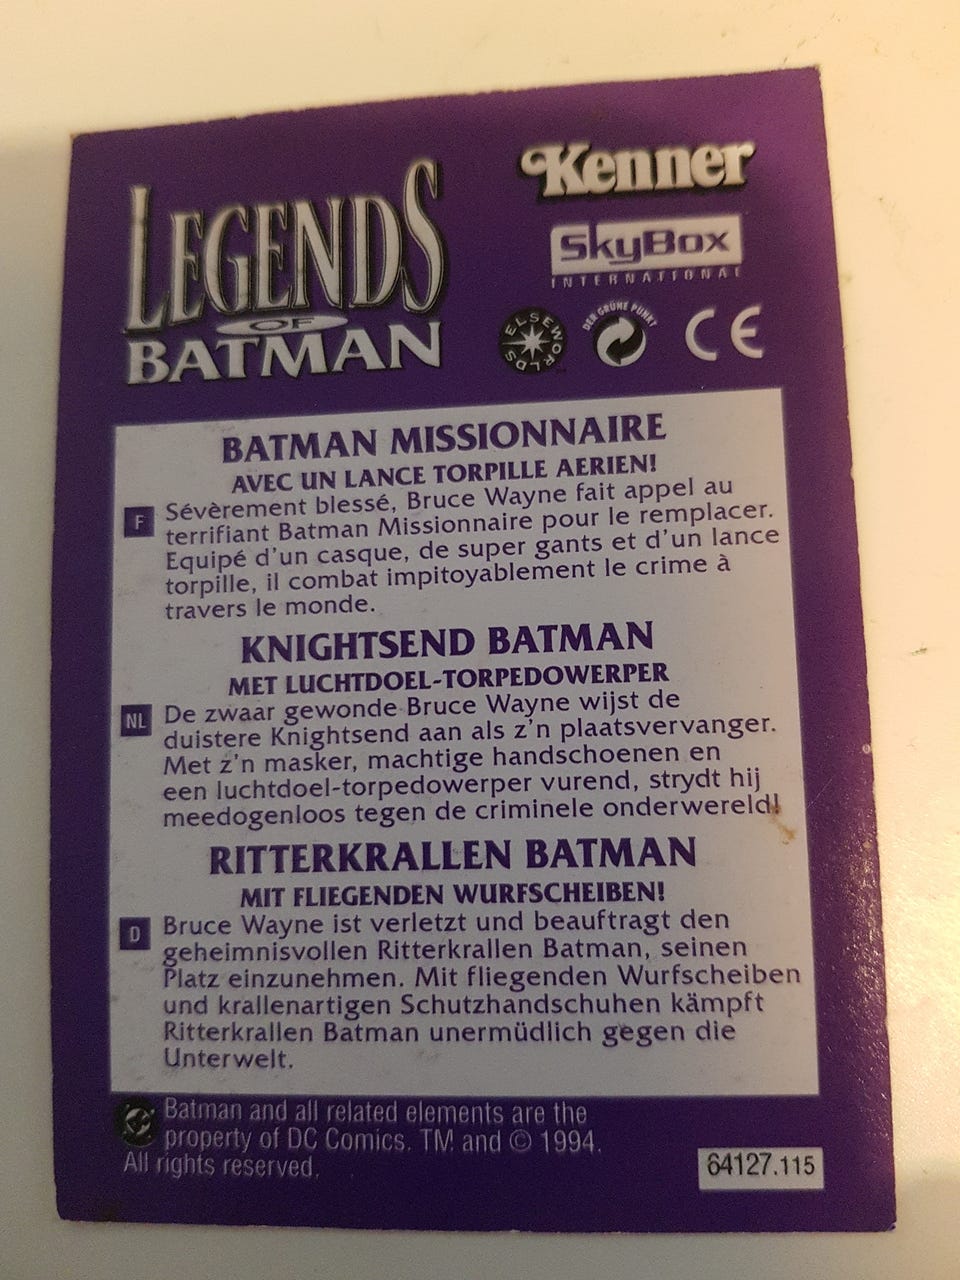 LEGENDS
OF
BATMAN
Kenner
SkyBox
INTERNATIONAL
ELSEWORLDS
DER GRÜNE PUNKT
CE
BATMAN MISSIONNAIRE
AVEC UN LANCE TORPILLE AERIEN!
F
Sévèrement blessé, Bruce Wayne fait appel au
terrifiant Batman Missionnaire pour le remplacer.
Equipé d'un casque, de super gants et d'un lance
torpille, il combat impitoyablement le crime à
travers le monde.
KNIGHTSEND BATMAN
MET LUCHTDOEL-TORPEDOWERPER
NL
De zwaar gewonde Bruce Wayne wijst de
duistere Knightsend aan als z'n plaatsvervanger.
Met z'n masker, machtige handschoenen en
een luchtdoel-torpedowerper vurend, strydt hij
meedogenloos tegen de criminele onderwereld!
RITTERKRALLEN BATMAN
MIT FLIEGENDEN WURFSCHEIBEN!
D
Bruce Wayne ist verletzt und beauftragt den
geheimnisvollen Ritterkrallen Batman, seinen
Platz einzunehmen. Mit fliegenden Wurfscheiben
und krallenartigen Schutzhandschuhen kämpft
Ritterkrallen Batman unermüdlich gegen die
Unterwelt.
DC
Batman and all related elements are the
property of DC Comics. TM and © 1994.
All rights reserved.
64127.115